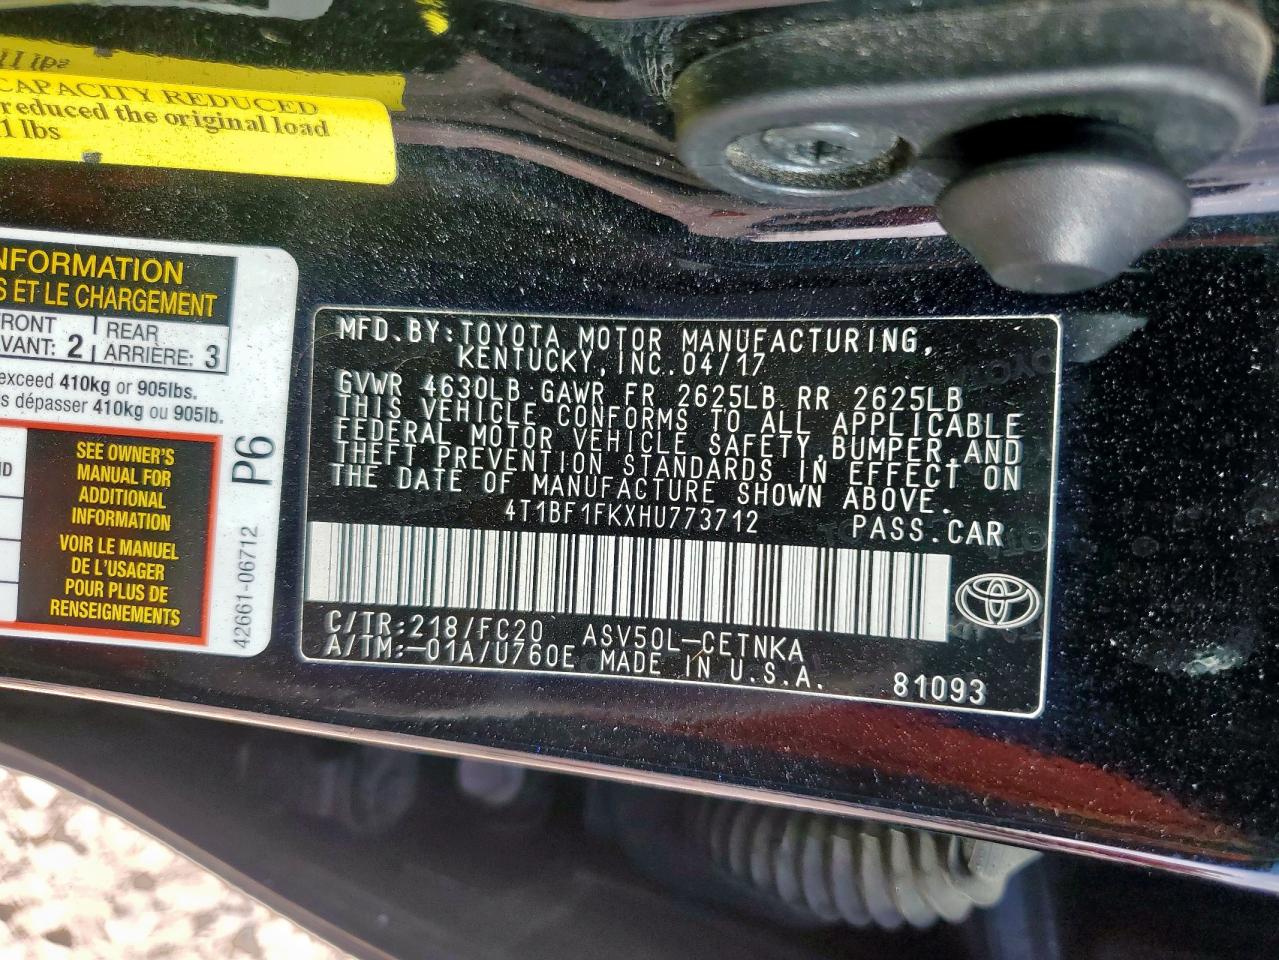 CAPACITY REDUCED
reduced the original load
1 lbs
NFORMATION
S ET LE CHARGEMENT
FRONT REAR
VANT: 2 ARRIÈRE: 3
exceed 410kg or 905lbs.
s dépasser 410kg ou 905lb.
SEE OWNER'S
MANUAL FOR
ADDITIONAL
INFORMATION
VOIR LE MANUEL
DE L'USAGER
POUR PLUS DE
RENSEIGNEMENTS
P6
42661-06712
MFD.BY:TOYOTA MOTOR MANUFACTURING,
KENTUCKY,INC.04/17
GVWR 4630LB GAWR FR 2625LB RR 2625LB
THIS VEHICLE CONFORMS TO ALL APPLICABLE
FEDERAL MOTOR VEHICLE SAFETY,BUMPER AND
THEFT PREVENTION STANDARDS IN EFFECT ON
THE DATE OF MANUFACTURE SHOWN ABOVE.
4T1BF1FKXHU773712 PASS.CAR
C/TR:218/FC20 ASV50L-CETNKA
A/TM:-01A/U760E MADE IN U.S.A. 81093